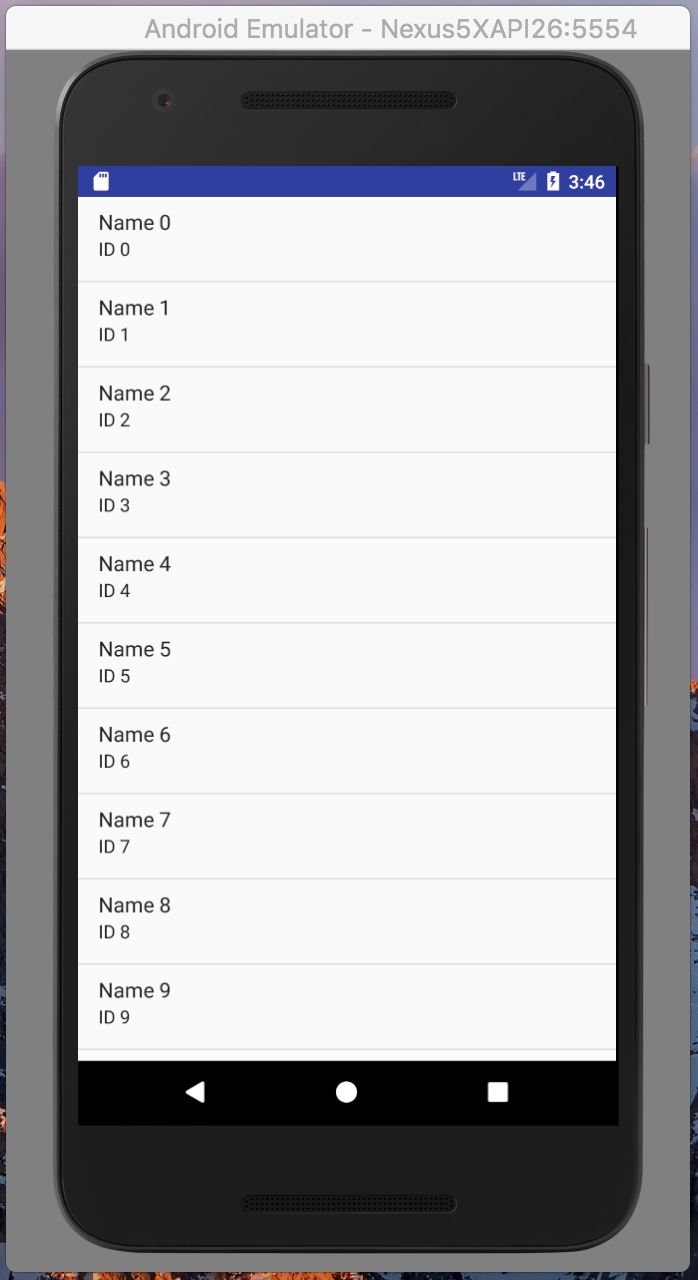 Android Emulator - Nexus5XAPI26:5554
LTE 3:46
Name 0
ID 0
Name 1
ID 1
Name 2
ID 2
Name 3
ID 3
Name 4
ID 4
Name 5
ID 5
Name 6
ID 6
Name 7
ID 7
Name 8
ID 8
Name 9
ID 9